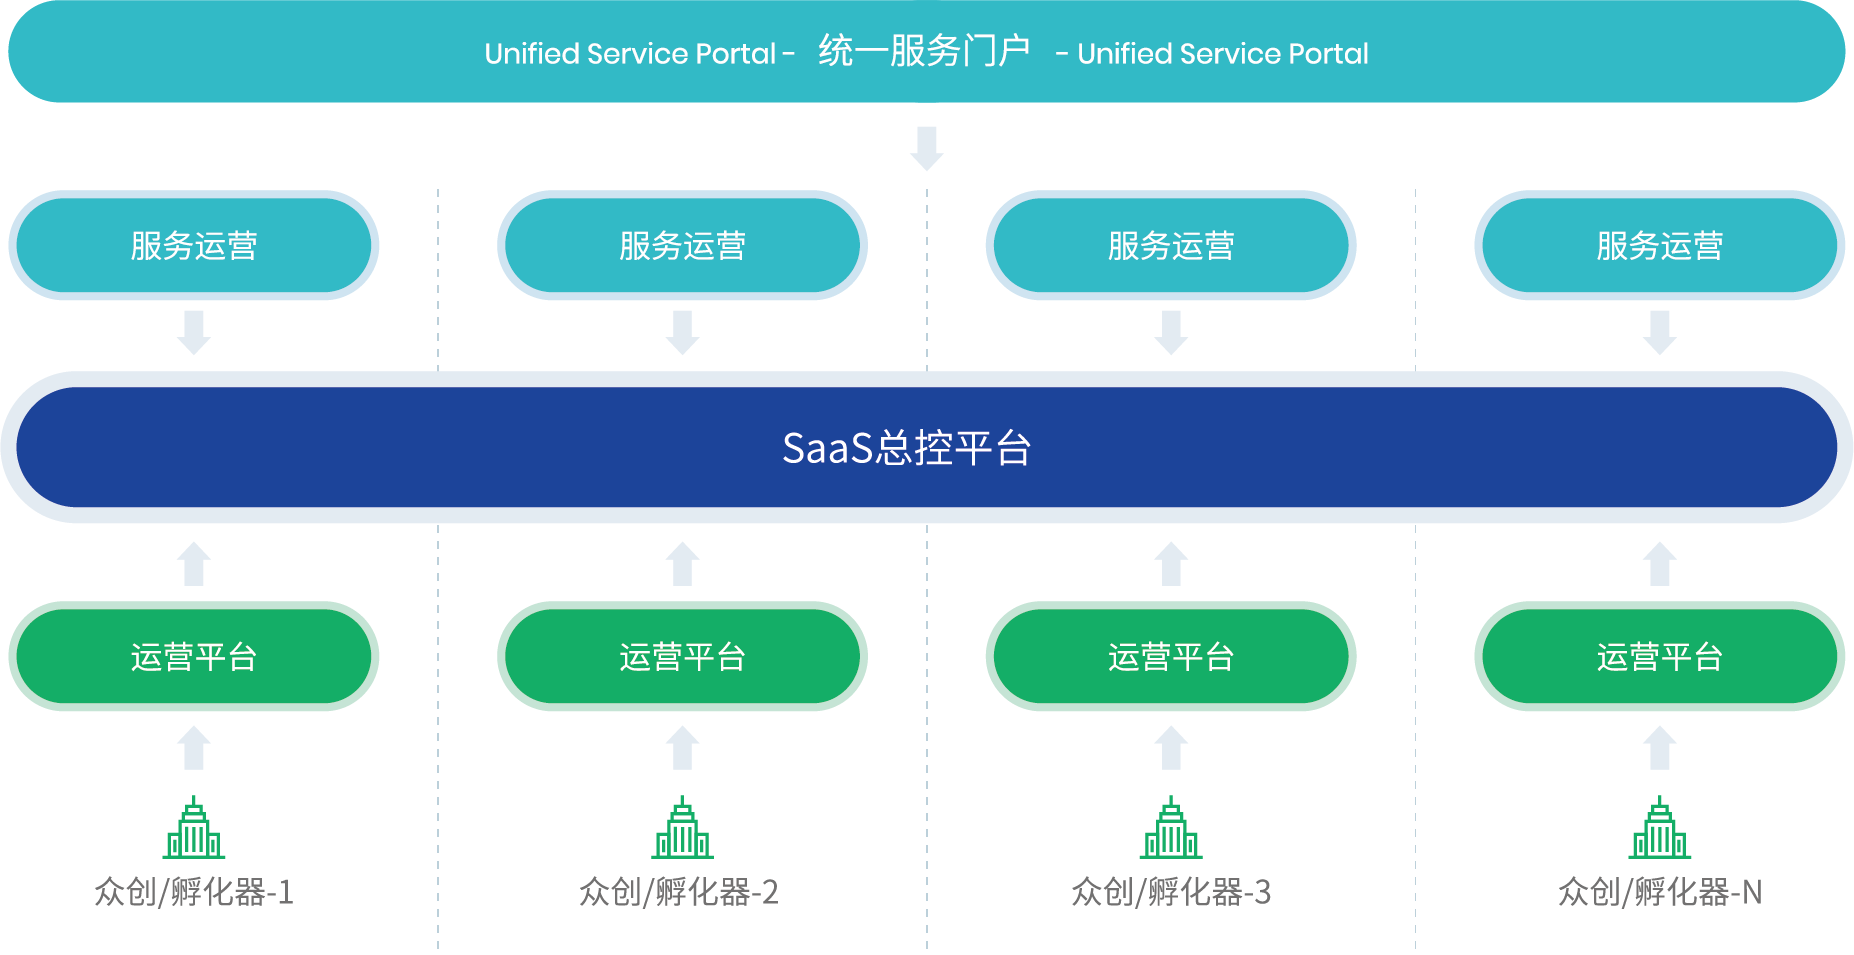 Unified Service Portal - 统一服务门户 - Unified Service Portal
服务运营 服务运营 服务运营 服务运营
SaaS总控平台
运营平台 运营平台 运营平台 运营平台
众创/孵化器-1 众创/孵化器-2 众创/孵化器-3 众创/孵化器-N